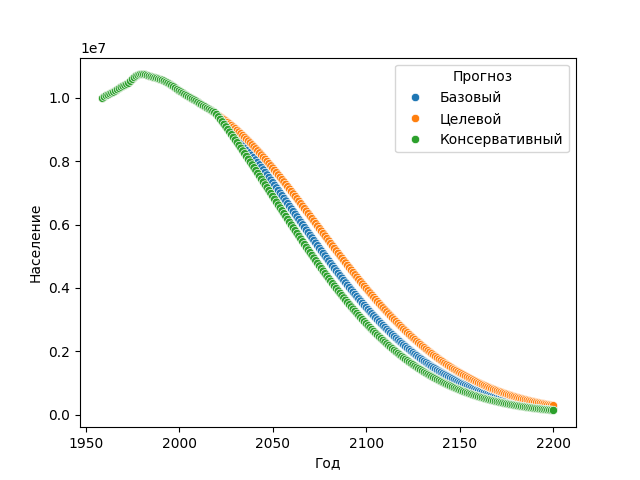 1e7
Прогноз
Базовый
Целевой
Консервативный
1.0
0.8
0.6
0.4
0.2
0.0
Население
1950
2000
2050
2100
2150
2200
Год